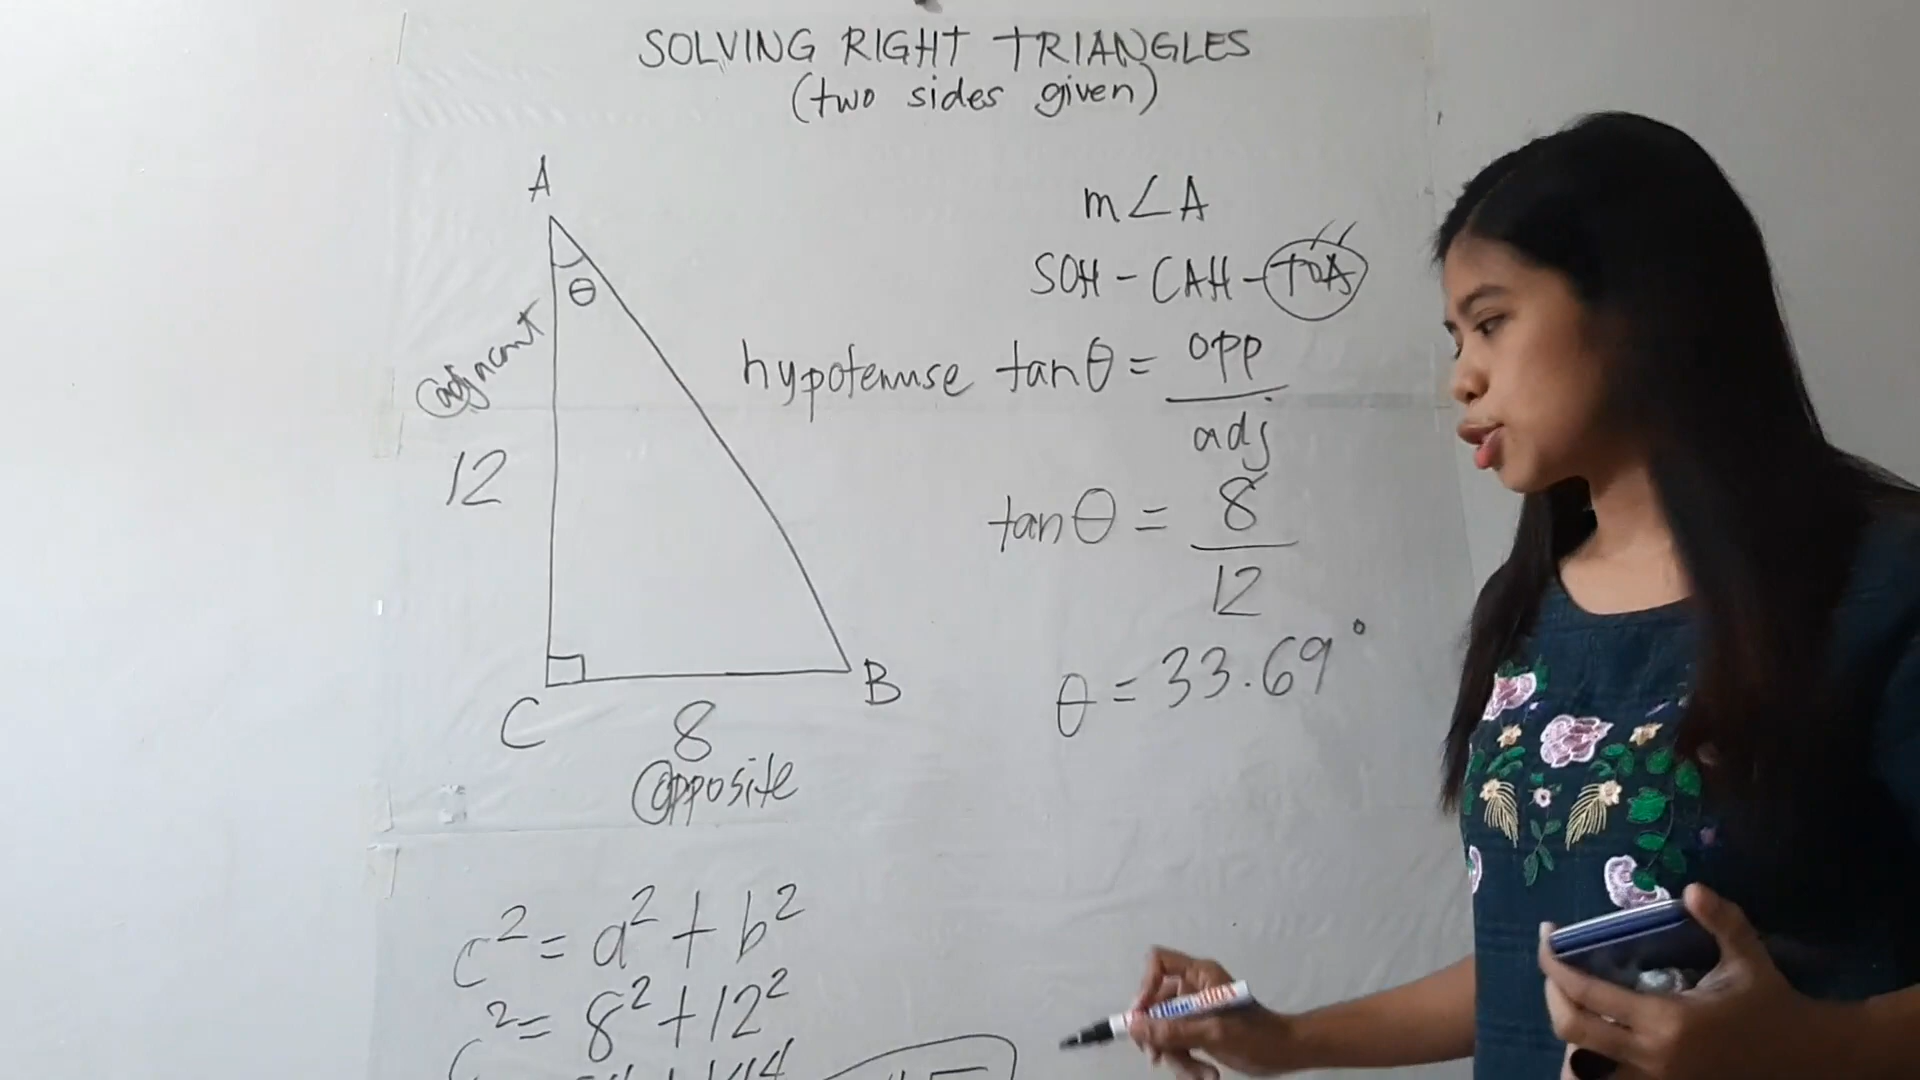 SOLVING RIGHT TRIANGLES
(two sides given)
A
m∠A
θ
SOH - CAH - TOA
adjacent
hypotenuse
tanθ = opp
adj
12
tanθ = 8
12
θ = 33.69°
C
B
8
opposite
c² = a² + b²
c² = 8² + 12²